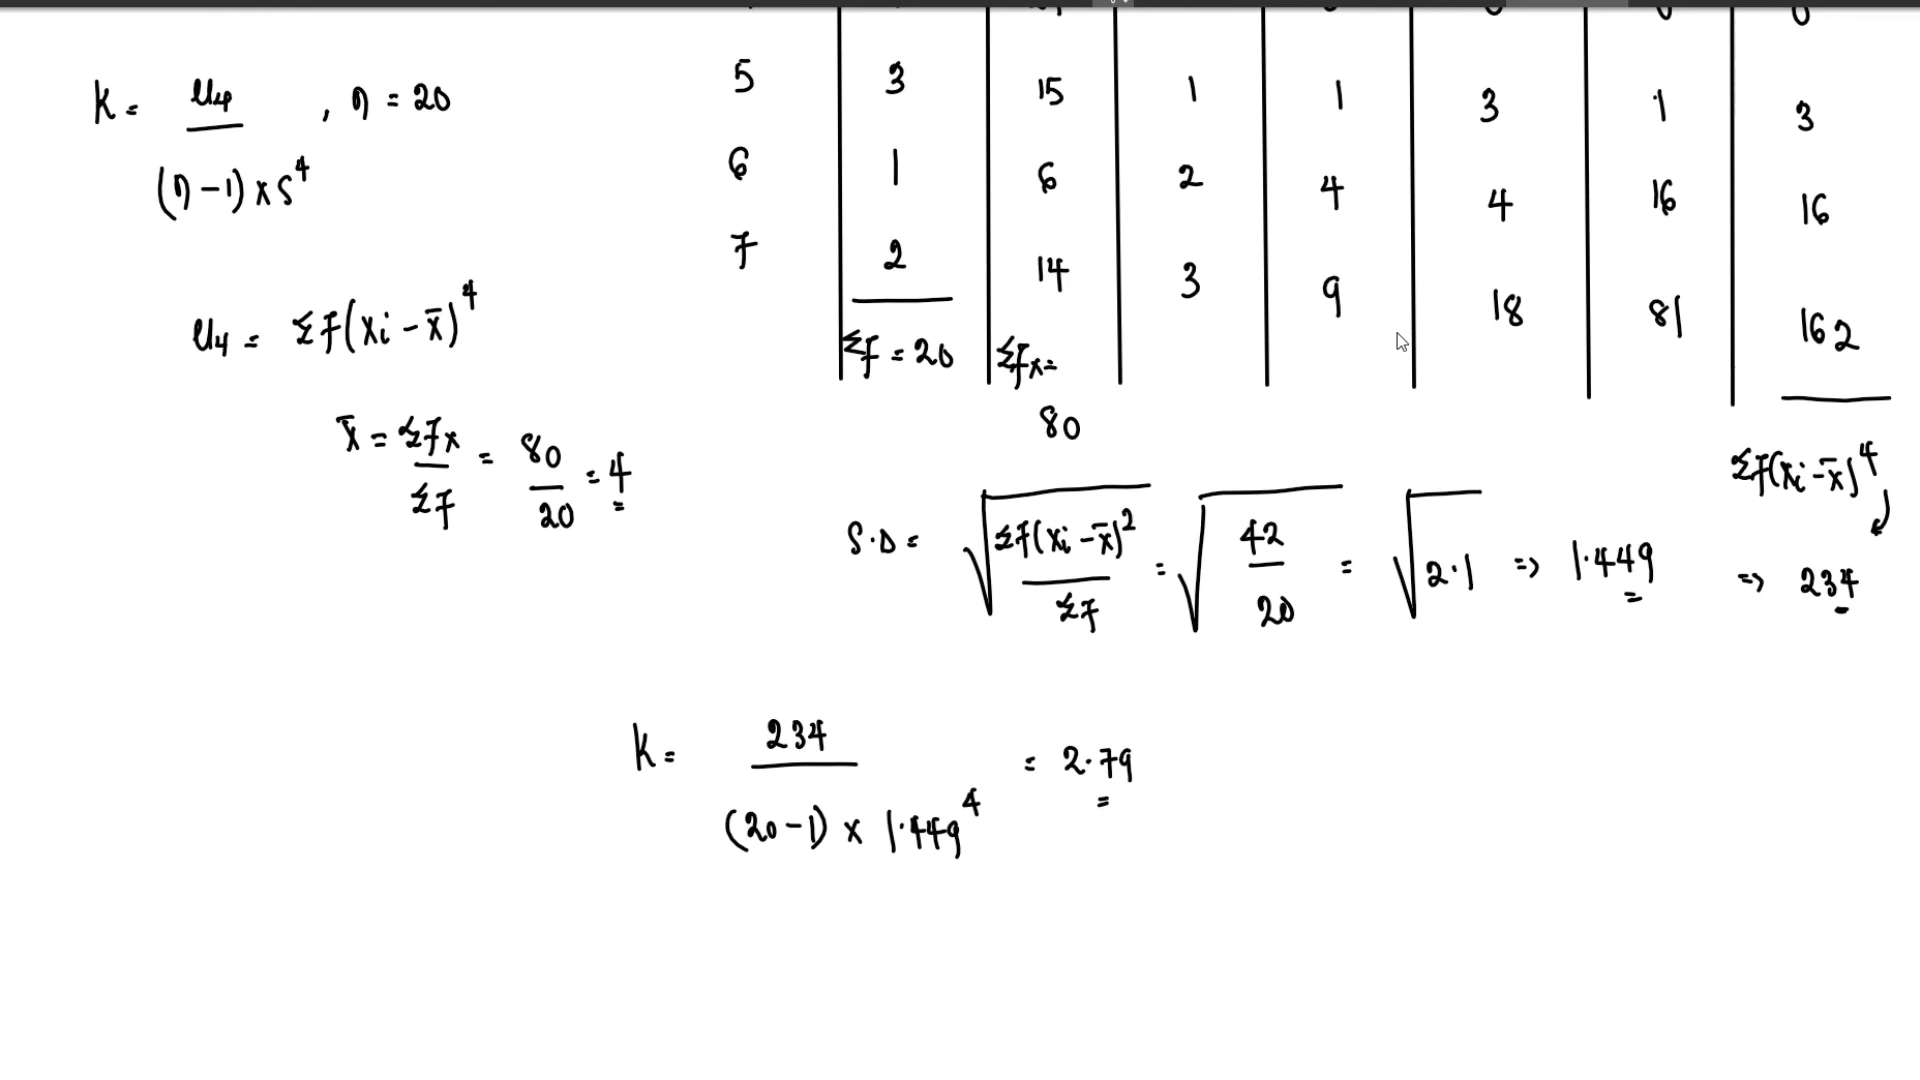 K = u4 / (n-1) x s^4 , n = 20
u4 = Σf(xi - x̄)^4
x̄ = Σfx / Σf = 80 / 20 = 4
5 3 15 1 1 3 1 3
6 1 6 2 4 4 16 16
7 2 14 3 9 18 81 162
Σf = 20 Σfx =
80
Σf(xi - x̄)^4
S.D = √(Σf(xi - x̄)^2 / Σf) = √(42 / 20) = √2.1 => 1.449
=> 234
K = 234 / (20-1) x 1.449^4 = 2.79